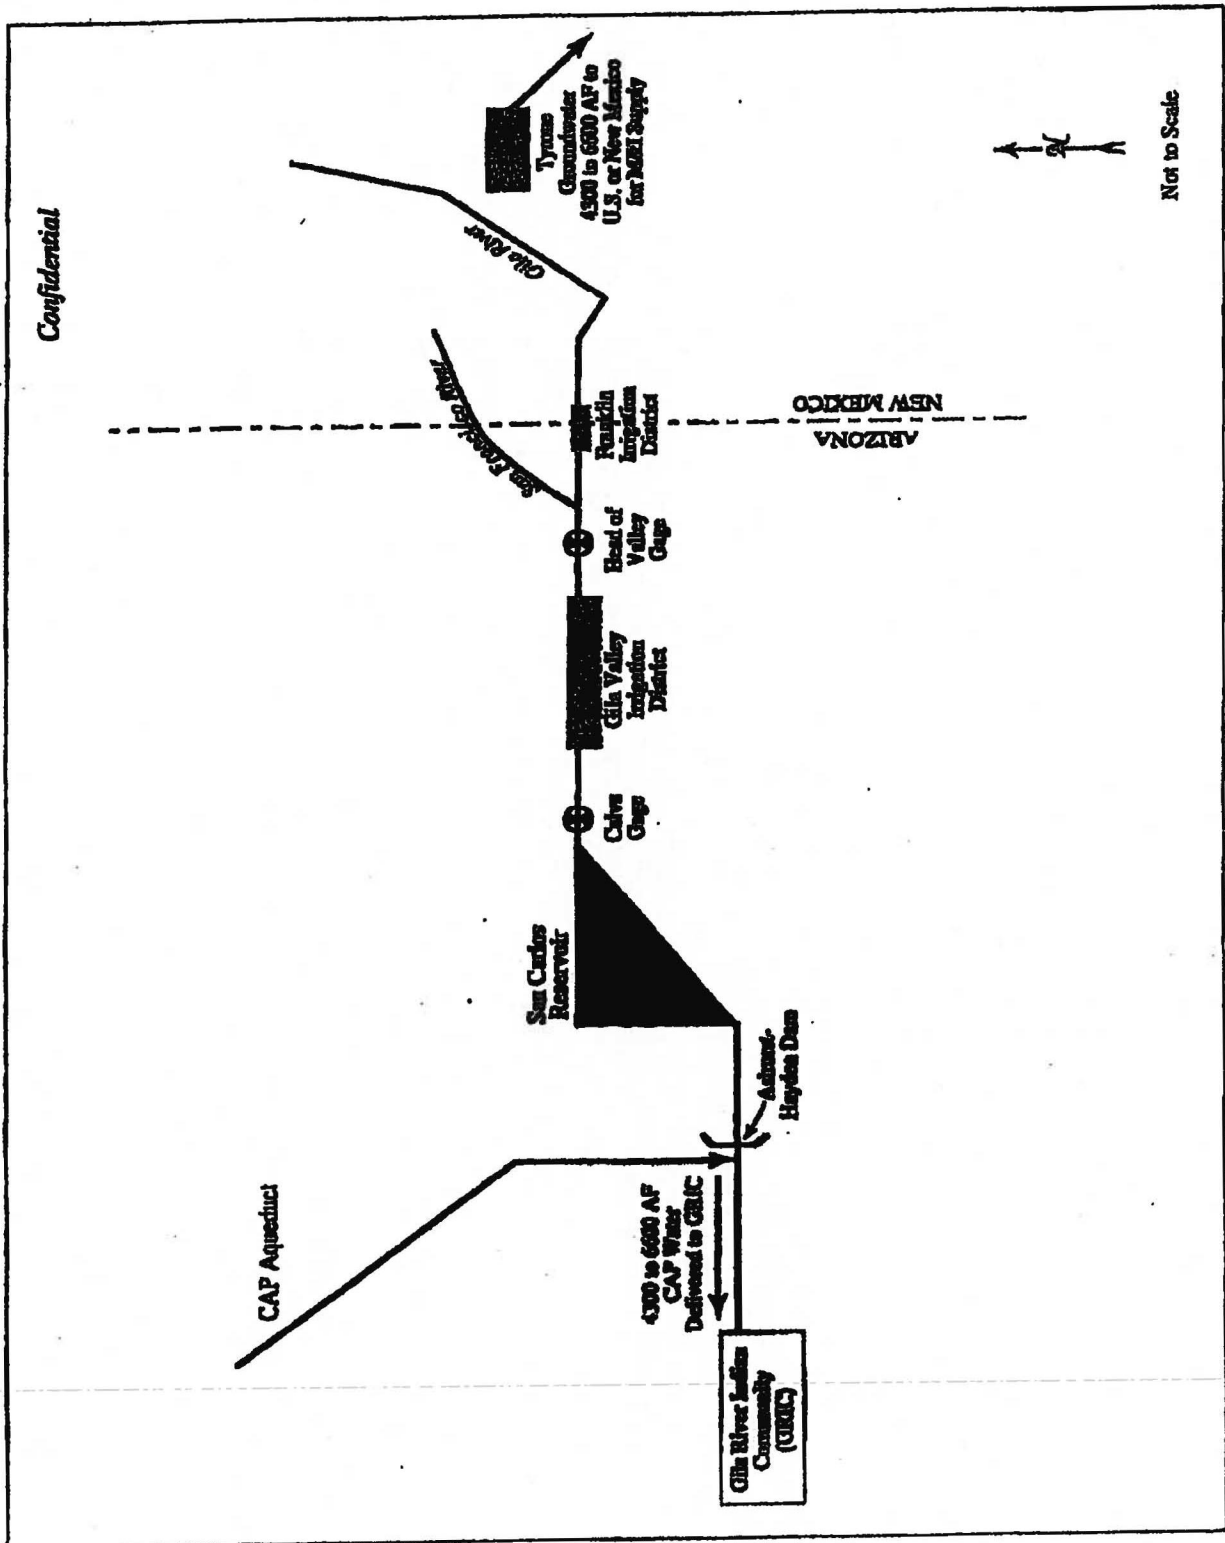 Confidential
Tyrone
Groundwater
4300 to 6600 AF to
U.S. or New Mexico
for M&I Supply
Gila River
San Francisco River
Franklin
Irrigation
District
NEW MEXICO
ARIZONA
Head of
Valley
Gage
Gila Valley
Irrigation
District
Calva
Gage
San Carlos
Reservoir
Ashurst-
Hayden Dam
CAP Aqueduct
4300 to 6600 AF
CAP Water
Delivered to GRIC
Gila River Indian
Community
(GRIC)
N
Not to Scale